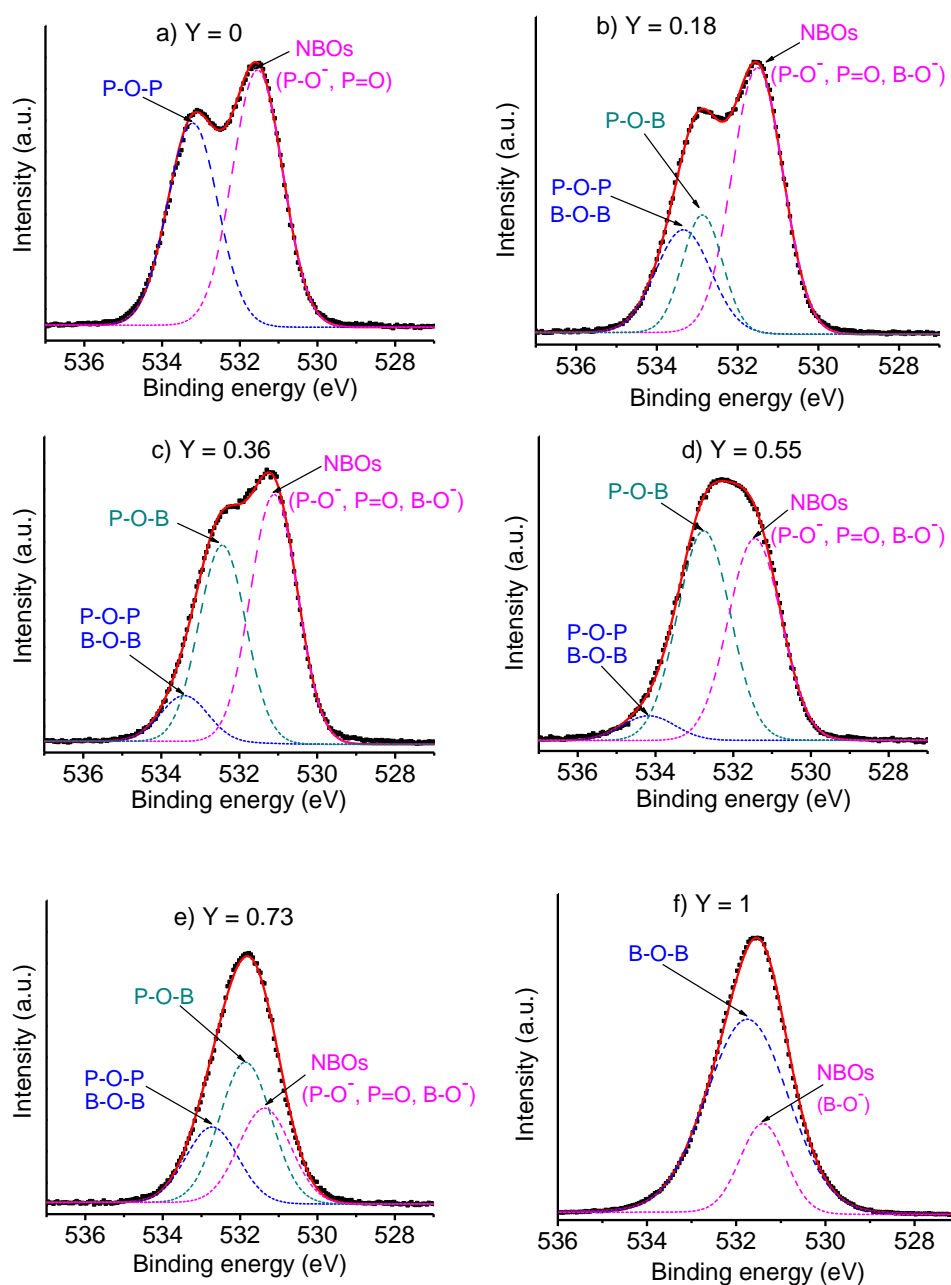 a) Y = 0
NBOs
(P-O⁻, P=O)
P-O-P
Intensity (a.u.)
536 534 532 530 528
Binding energy (eV)
b) Y = 0.18
NBOs
(P-O⁻, P=O, B-O⁻)
P-O-B
P-O-P
B-O-B
Intensity (a.u.)
536 534 532 530 528
Binding energy (eV)
c) Y = 0.36
NBOs
(P-O⁻, P=O, B-O⁻)
P-O-B
P-O-P
B-O-B
Intensity (a.u.)
536 534 532 530 528
Binding energy (eV)
d) Y = 0.55
P-O-B
NBOs
(P-O⁻, P=O, B-O⁻)
P-O-P
B-O-B
Intensity (a.u.)
536 534 532 530 528
Binding energy (eV)
e) Y = 0.73
P-O-B
NBOs
(P-O⁻, P=O, B-O⁻)
P-O-P
B-O-B
Intensity (a.u.)
536 534 532 530 528
Binding energy (eV)
f) Y = 1
B-O-B
NBOs
(B-O⁻)
Intensity (a.u.)
536 534 532 530 528
Binding energy (eV)